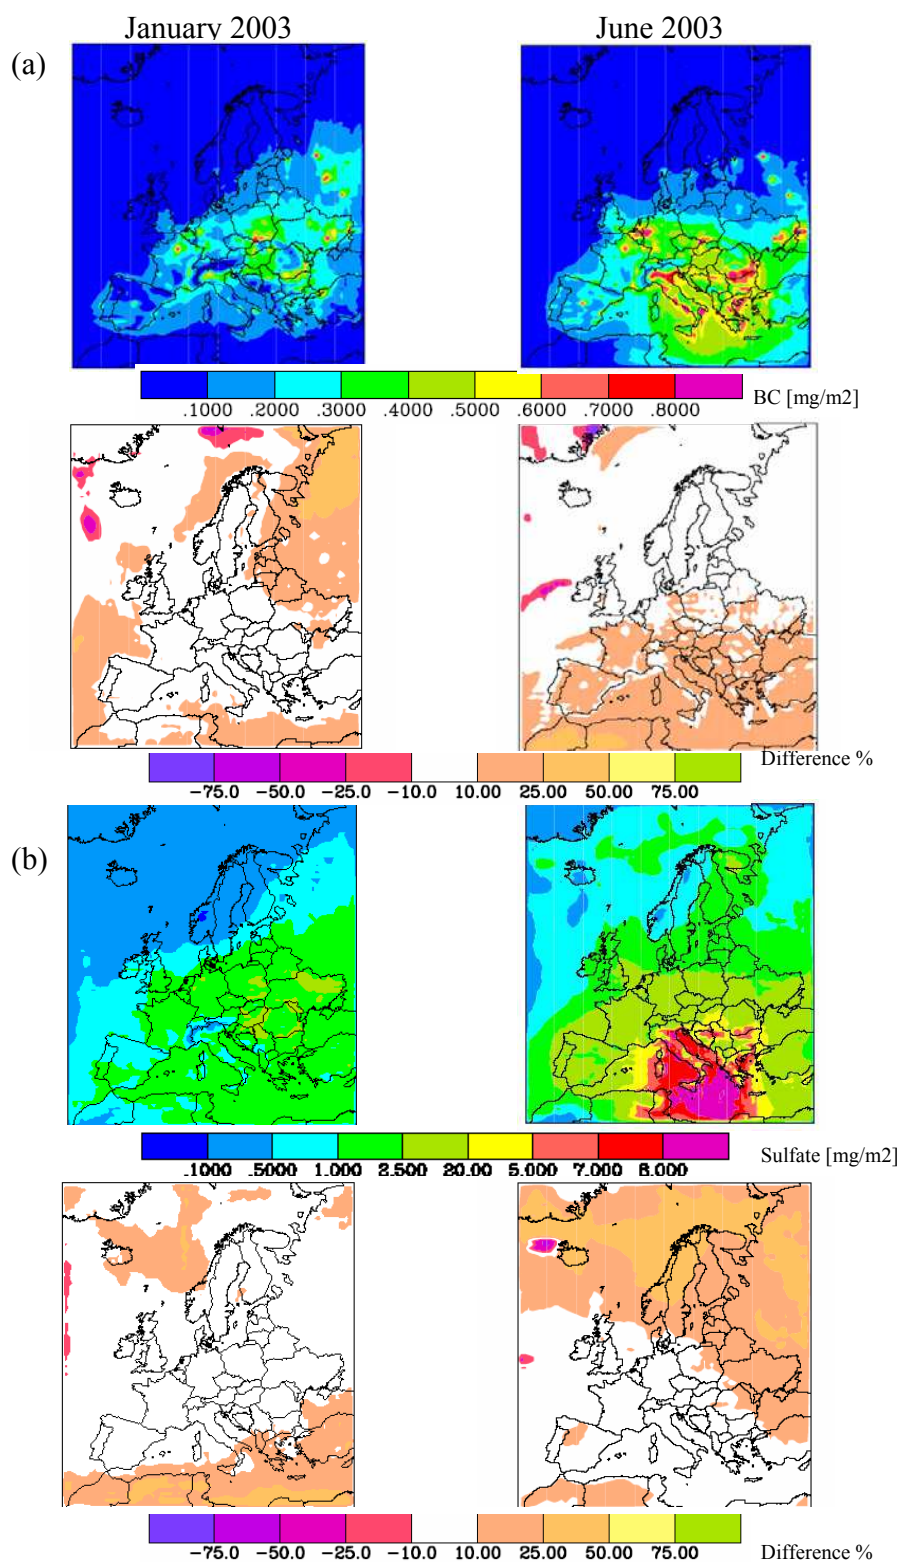 January 2003 June 2003
(a)
.1000 .2000 .3000 .4000 .5000 .6000 .7000 .8000 BC [mg/m2]
−75.0 −50.0 −25.0 −10.0 10.00 25.00 50.00 75.00 Difference %
(b)
.1000 .5000 1.000 2.500 20.00 5.000 7.000 8.000 Sulfate [mg/m2]
−75.0 −50.0 −25.0 −10.0 10.00 25.00 50.00 75.00 Difference %